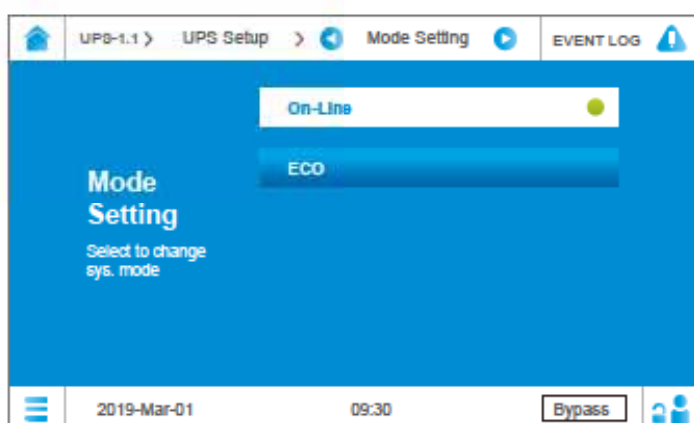 UPS-1.1 > UPS Setup > Mode Setting EVENT LOG
On-Line
ECO
Mode
Setting
Select to change
sys. mode
2019-Mar-01 09:30 Bypass